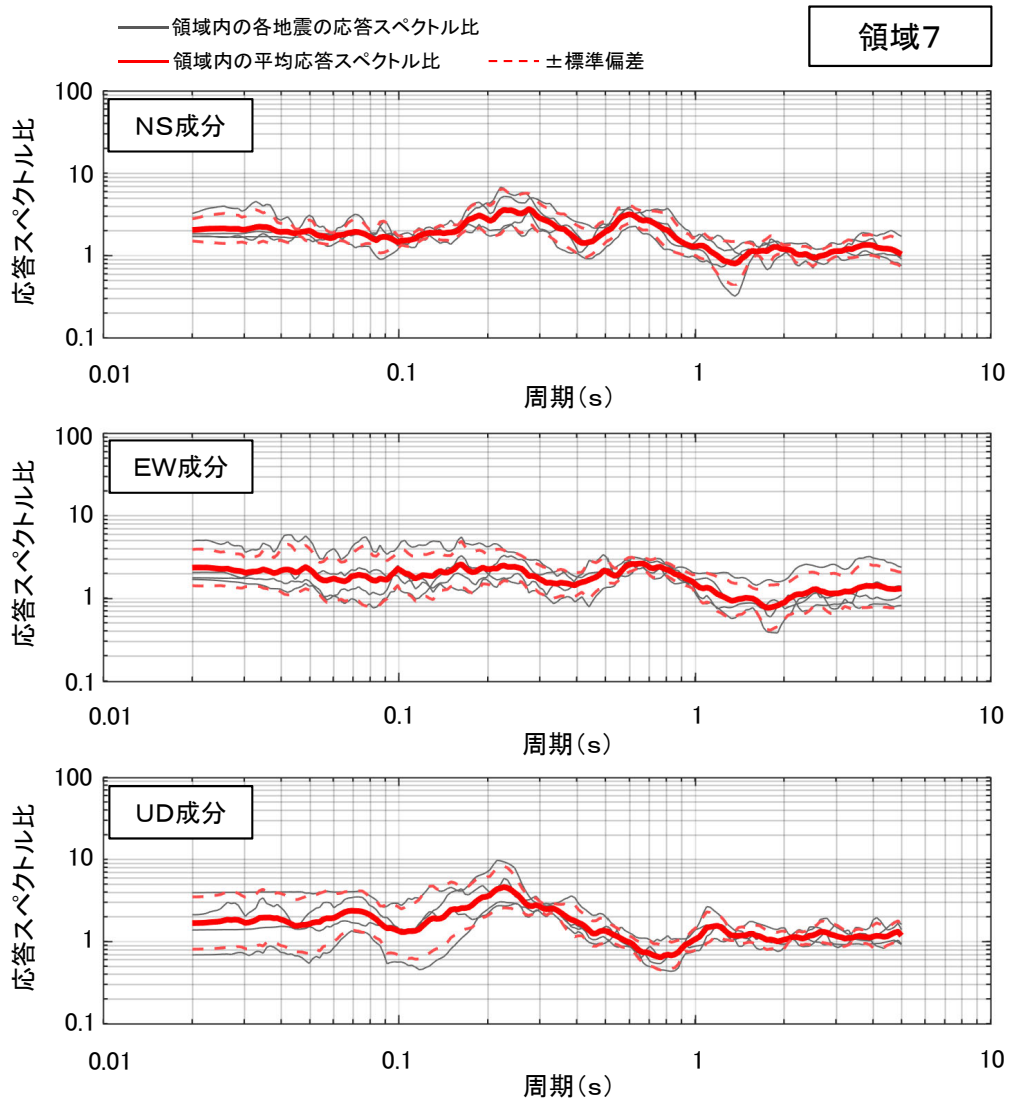 領域内の各地震の応答スペクトル比
領域7
領域内の平均応答スペクトル比 ±標準偏差
NS成分
応答スペクトル比
100
10
1
0.1
0.01 0.1 1 10
周期(s)
EW成分
応答スペクトル比
100
10
1
0.1
0.01 0.1 1 10
周期(s)
UD成分
応答スペクトル比
100
10
1
0.1
0.01 0.1 1 10
周期(s)